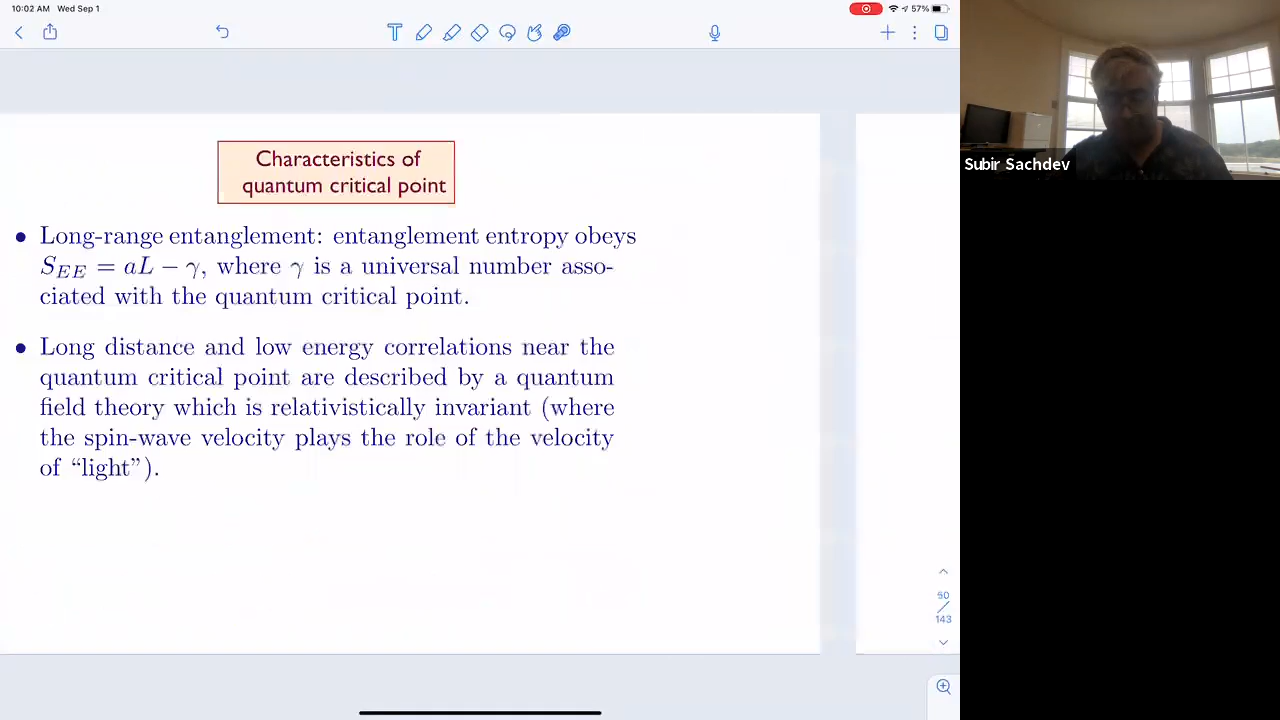 10:02 AM Wed Sep 1
57%
Characteristics of
quantum critical point
• Long-range entanglement: entanglement entropy obeys
S_EE = aL − γ, where γ is a universal number asso-
ciated with the quantum critical point.
• Long distance and low energy correlations near the
quantum critical point are described by a quantum
field theory which is relativistically invariant (where
the spin-wave velocity plays the role of the velocity
of “light”).
50
/
143
Subir Sachdev